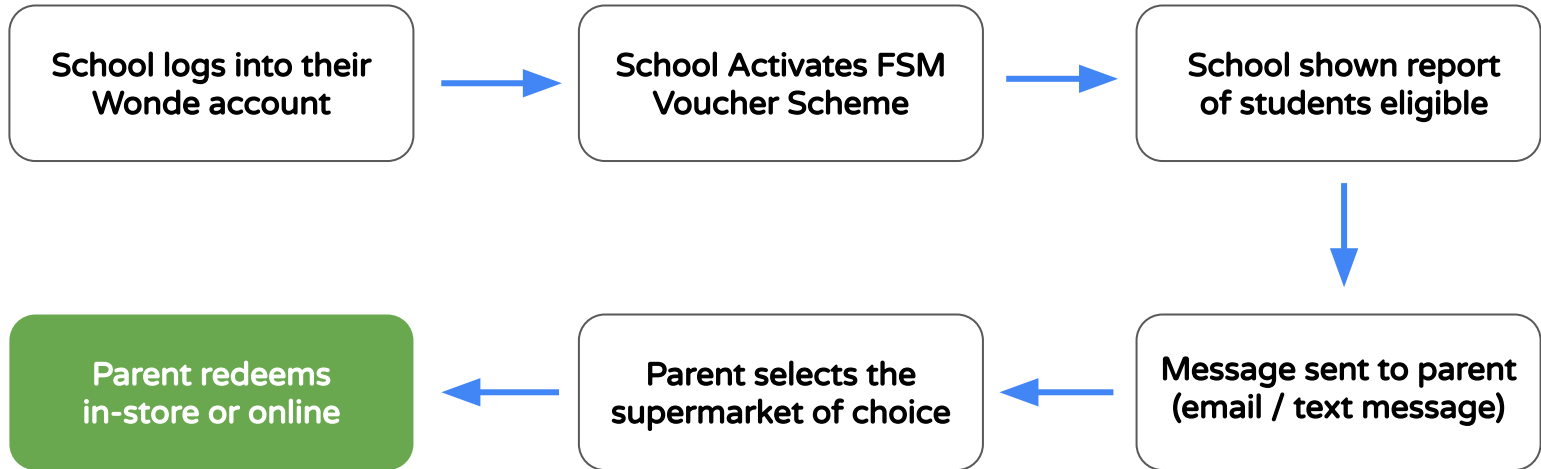 School logs into their
Wonde account
School Activates FSM
Voucher Scheme
School shown report
of students eligible
Message sent to parent
(email / text message)
Parent selects the
supermarket of choice
Parent redeems
in-store or online